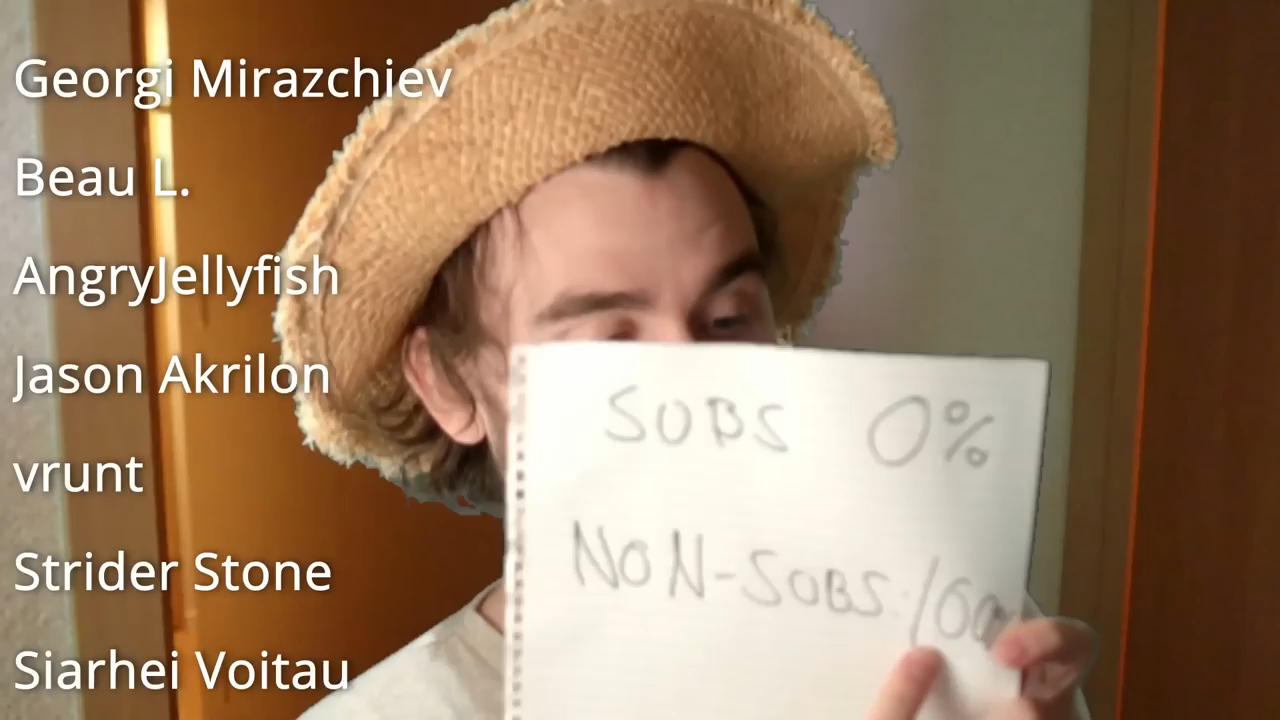 Georgi Mirazchiev
Beau L.
AngryJellyfish
Jason Akrilon
vrunt
Strider Stone
Siarhei Voitau
SUBS 0%
NON-SUBS